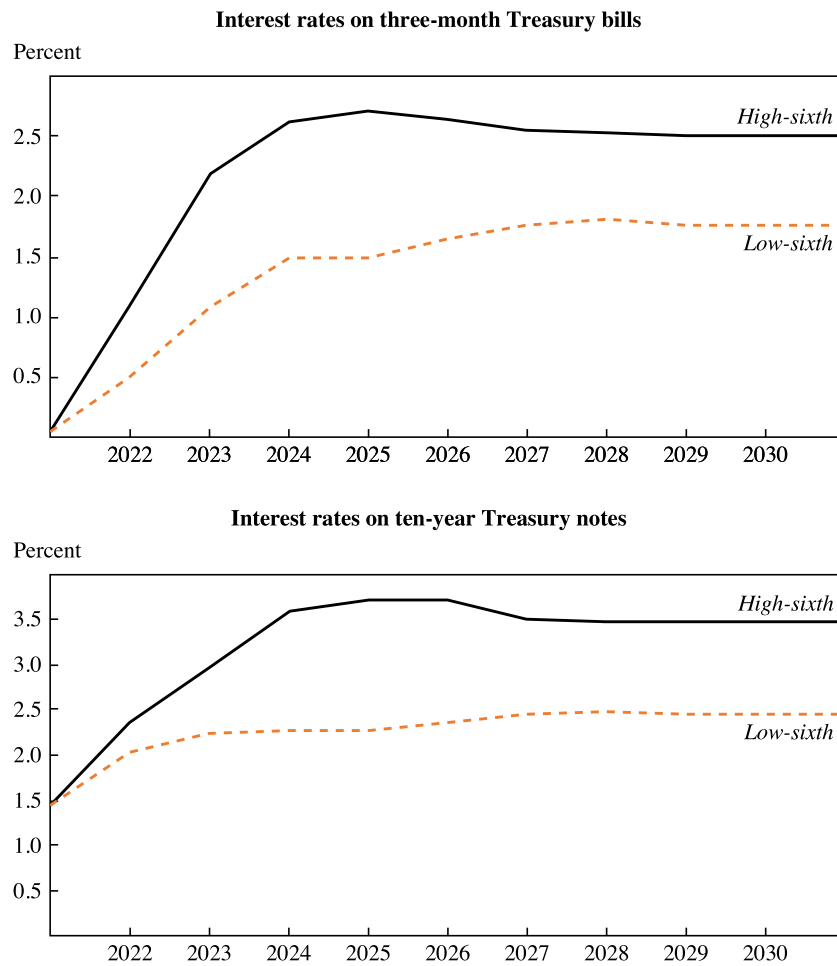 Interest rates on three-month Treasury bills
Percent
High-sixth
2.5
2.0
Low-sixth
1.5
1.0
0.5
2022 2023 2024 2025 2026 2027 2028 2029 2030
Interest rates on ten-year Treasury notes
Percent
High-sixth
3.5
3.0
2.5
Low-sixth
2.0
1.5
1.0
0.5
2022 2023 2024 2025 2026 2027 2028 2029 2030